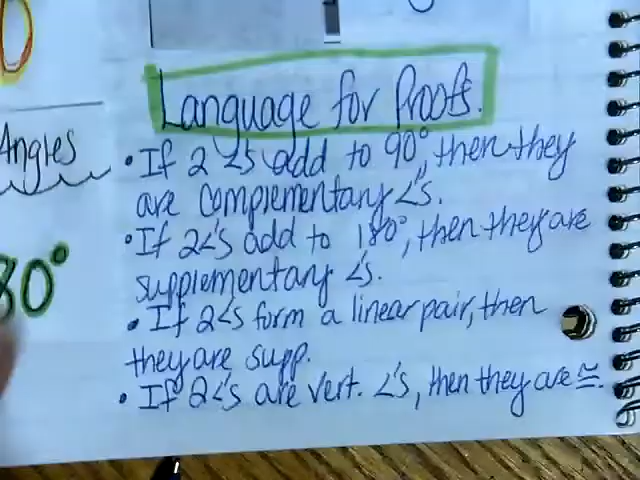 Language for Proofs.
Angles
• If 2 ∠s add to 90°, then they
are complementary ∠'s.
• If 2∠'s add to 180°, then they are
supplementary ∠'s.
80°
• If 2∠s form a linear pair, then
they are supp.
• If 2∠'s are vert. ∠'s, then they are ≅.